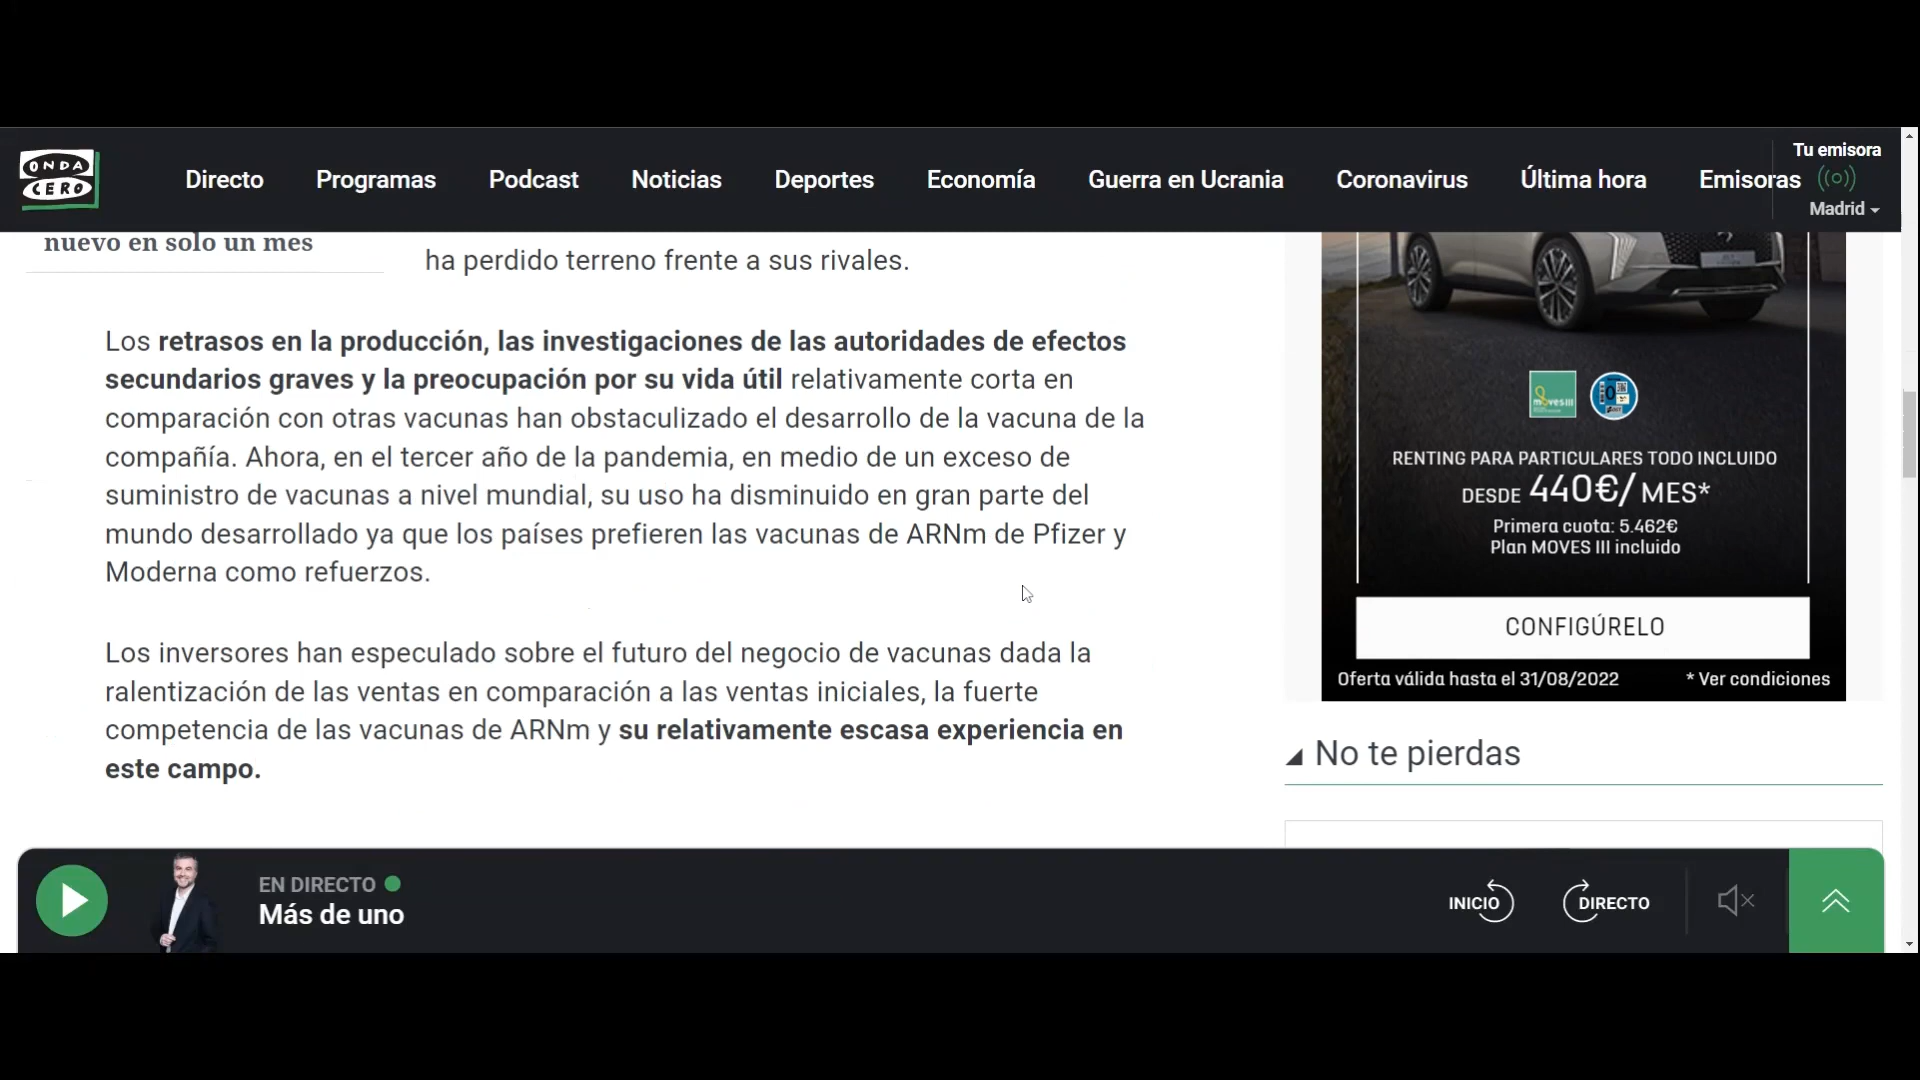 ONDA
CERO
Directo
Programas
Podcast
Noticias
Deportes
Economía
Guerra en Ucrania
Coronavirus
Última hora
Emisoras
Tu emisora
Madrid
nuevo en solo un mes
ha perdido terreno frente a sus rivales.
Los retrasos en la producción, las investigaciones de las autoridades de efectos
secundarios graves y la preocupación por su vida útil relativamente corta en
comparación con otras vacunas han obstaculizado el desarrollo de la vacuna de la
compañía. Ahora, en el tercer año de la pandemia, en medio de un exceso de
suministro de vacunas a nivel mundial, su uso ha disminuido en gran parte del
mundo desarrollado ya que los países prefieren las vacunas de ARNm de Pfizer y
Moderna como refuerzos.
Los inversores han especulado sobre el futuro del negocio de vacunas dada la
ralentización de las ventas en comparación a las ventas iniciales, la fuerte
competencia de las vacunas de ARNm y su relativamente escasa experiencia en
este campo.
moves III
RENTING PARA PARTICULARES TODO INCLUIDO
DESDE 440€/MES*
Primera cuota: 5.462€
Plan MOVES III incluido
CONFIGÚRELO
Oferta válida hasta el 31/08/2022
* Ver condiciones
No te pierdas
EN DIRECTO
Más de uno
INICIO
DIRECTO